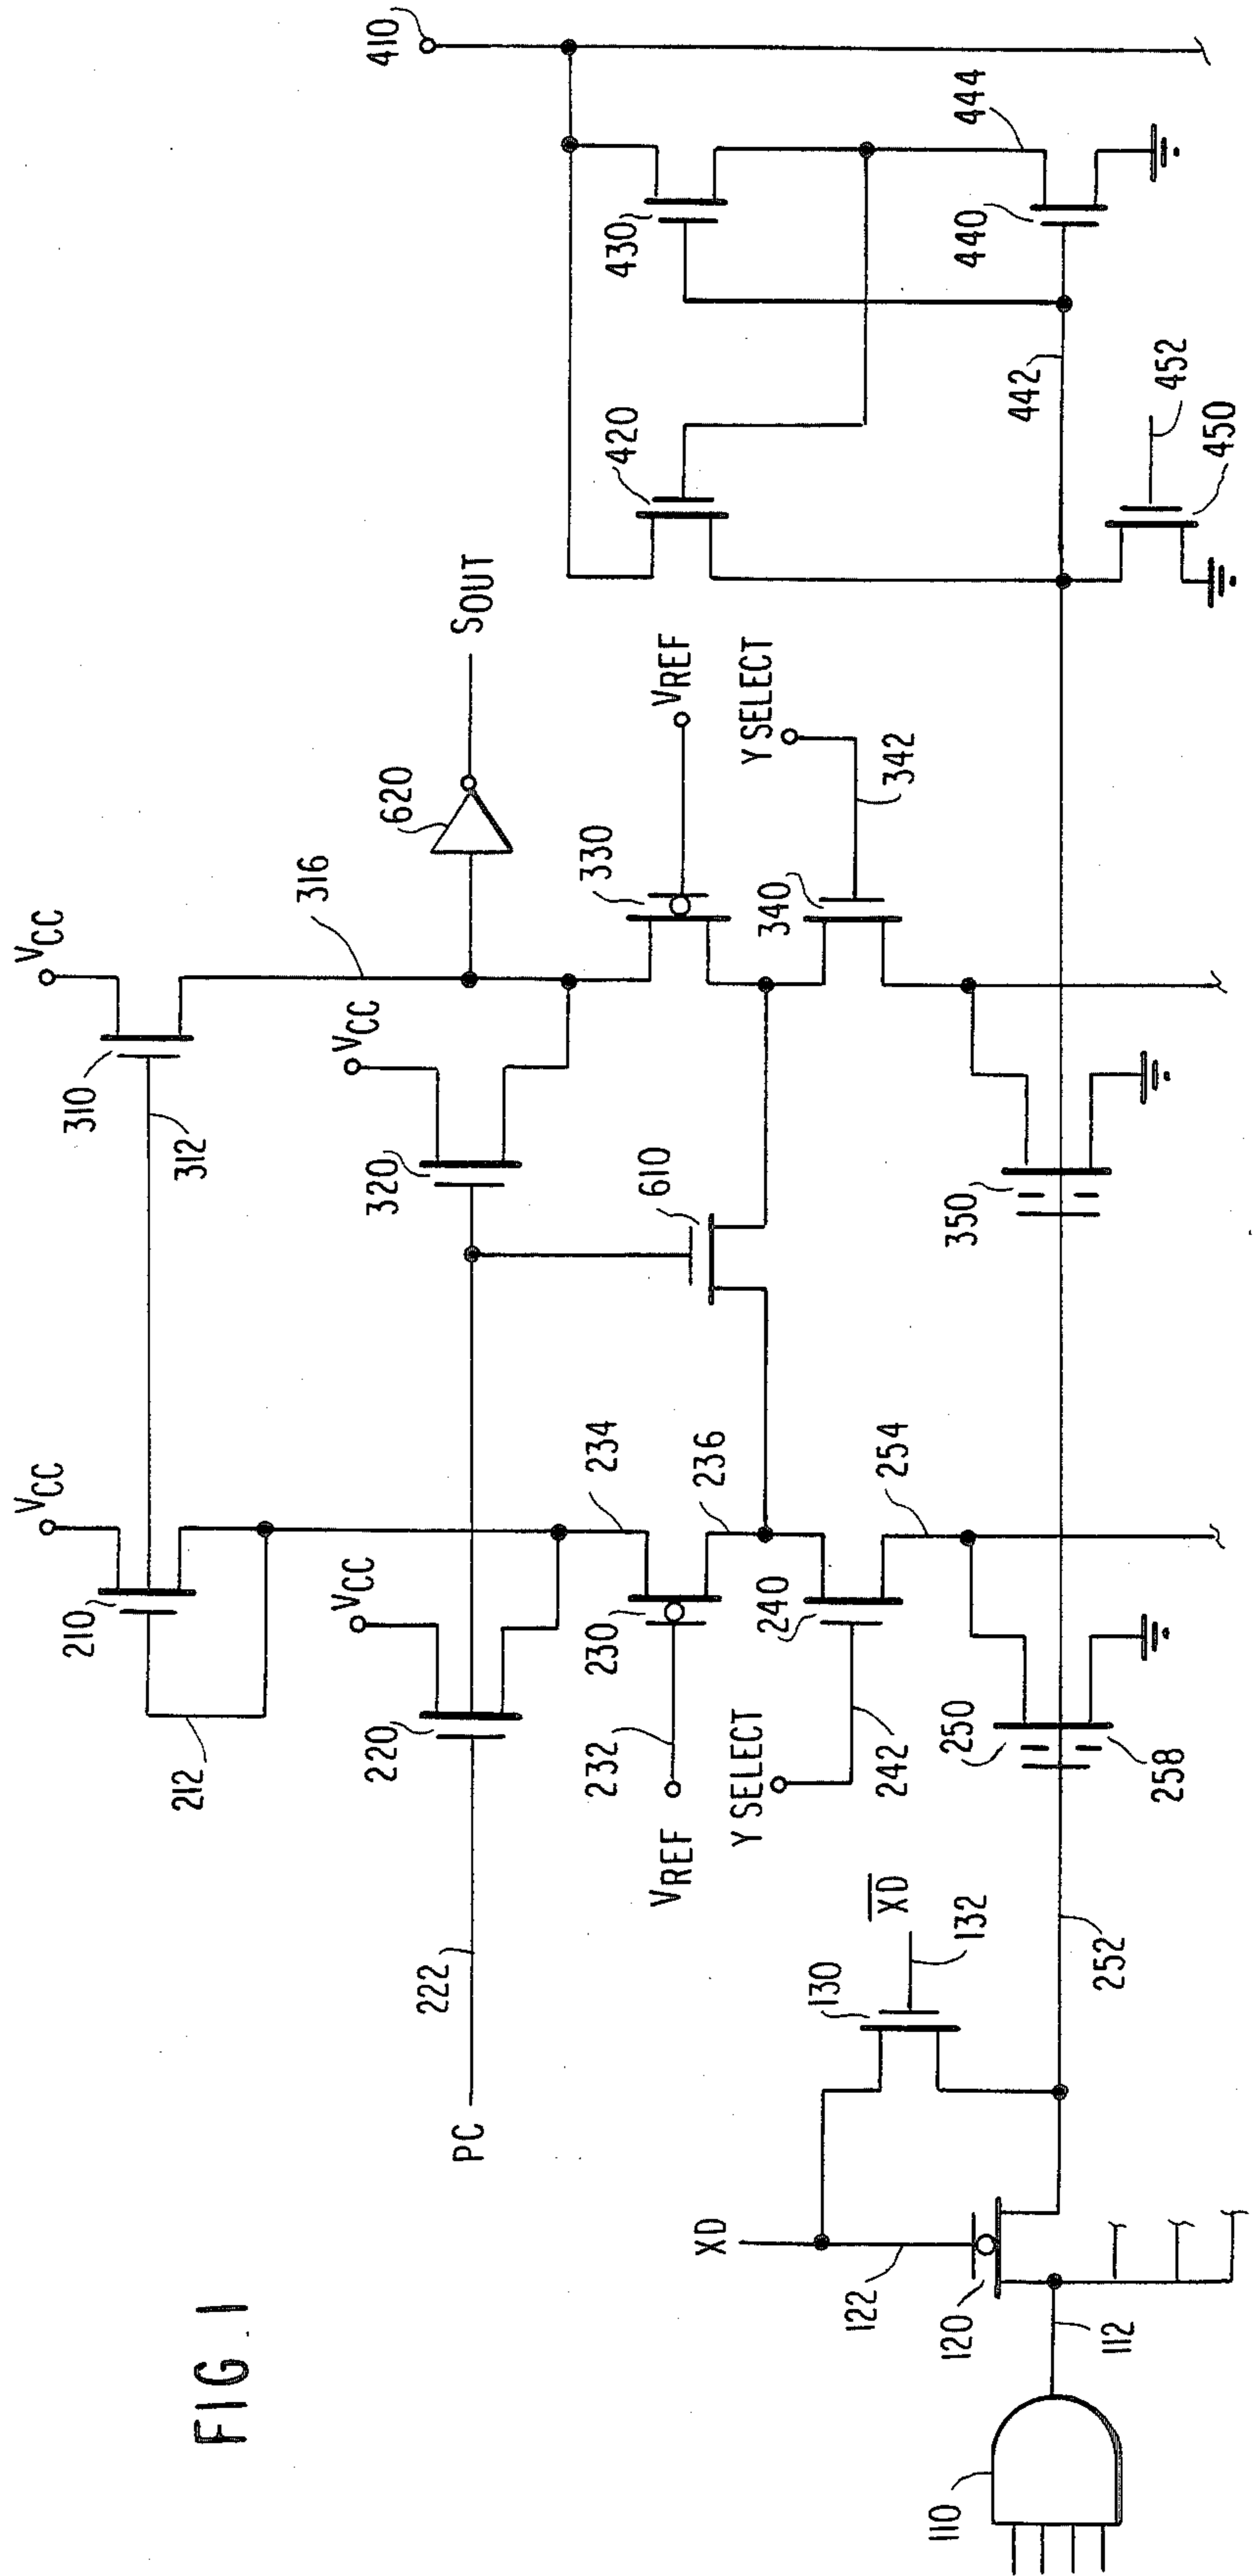 FIG. 1
110
112
120
122
XD
130
132
X̅D̅
252
PC
222
212
210
VCC
220
VCC
234
230
232
VREF
236
Y SELECT
240
242
254
250
258
312
310
VCC
316
320
VCC
610
620
SOUT
330
VREF
340
Y SELECT
342
350
410
420
430
440
442
444
450
452